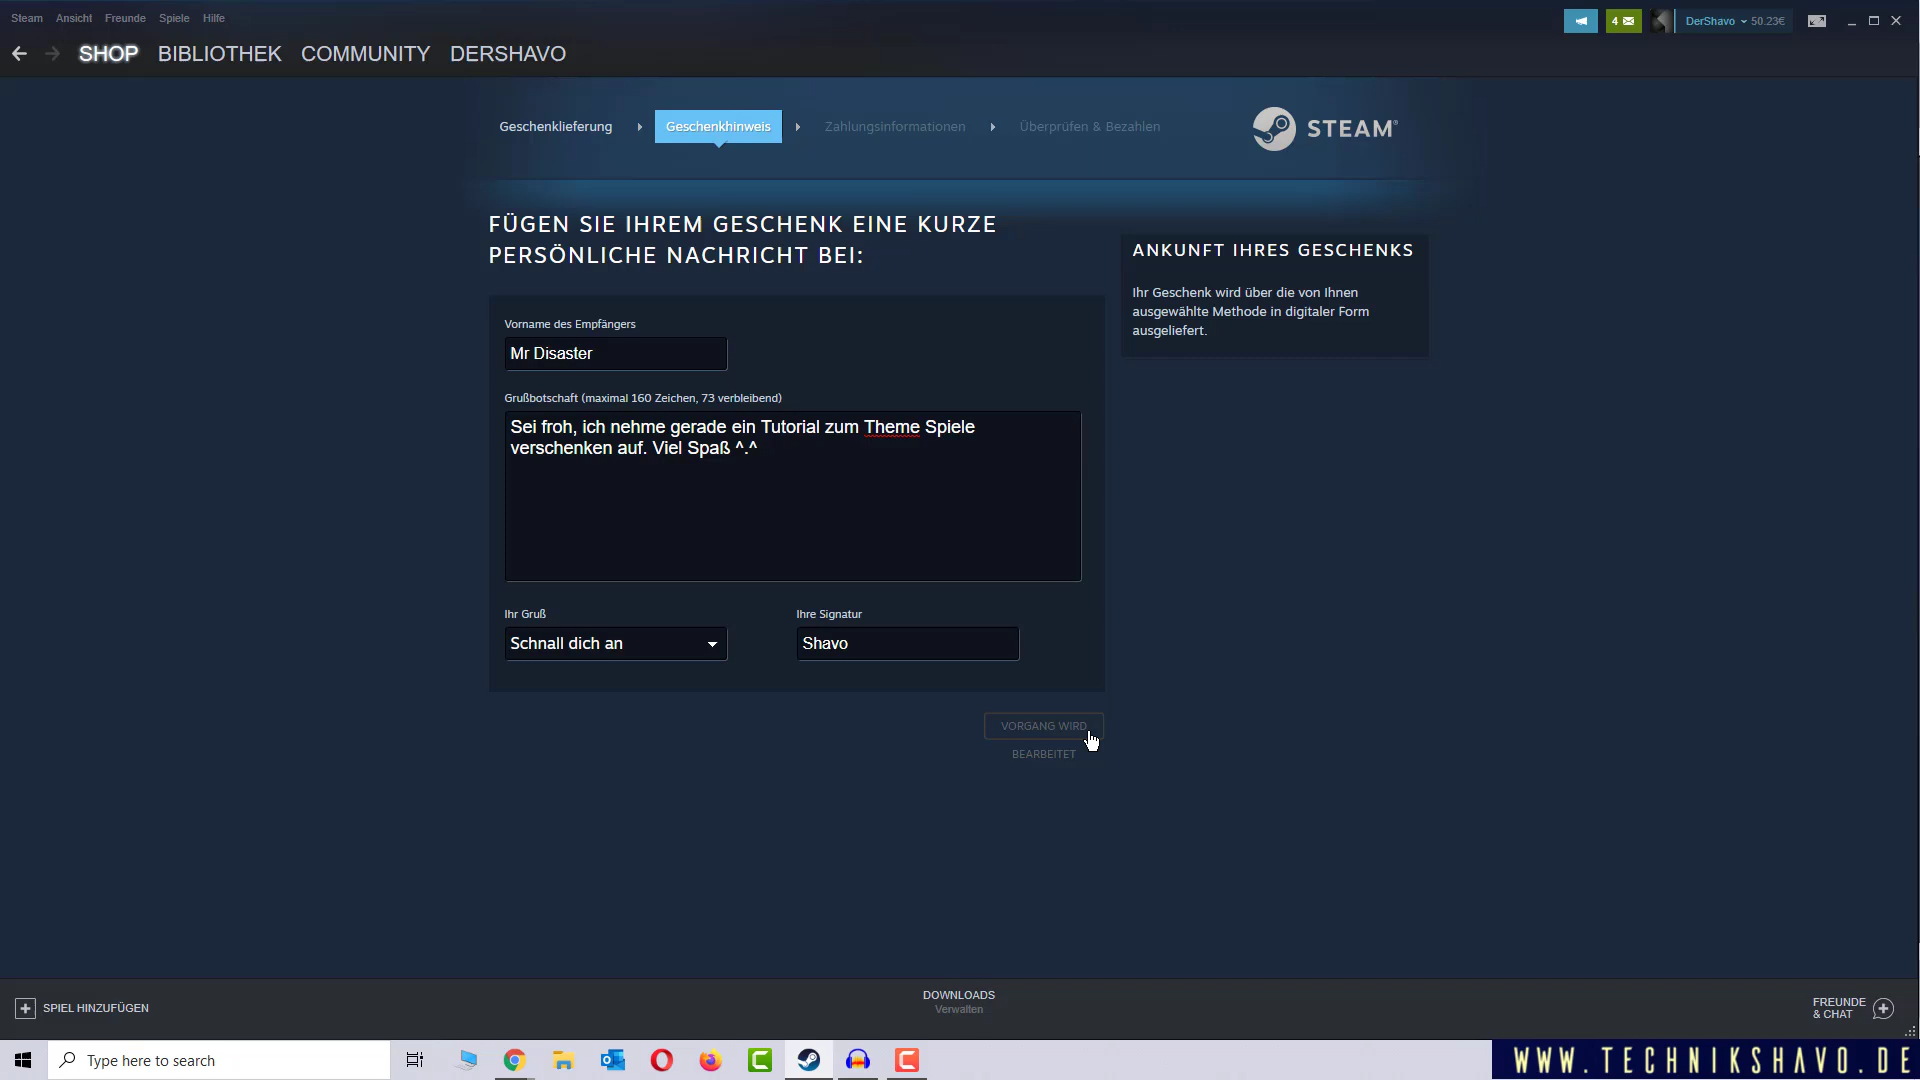 Steam Ansicht Freunde Spiele Hilfe
4 DerShavo 50.23€
SHOP BIBLIOTHEK COMMUNITY DERSHAVO
Geschenklieferung Geschenkhinweis Zahlungsinformationen Überprüfen & Bezahlen
STEAM®
FÜGEN SIE IHREM GESCHENK EINE KURZE
PERSÖNLICHE NACHRICHT BEI:
Vorname des Empfängers
Mr Disaster
Grußbotschaft (maximal 160 Zeichen, 73 verbleibend)
Sei froh, ich nehme gerade ein Tutorial zum Theme Spiele
verschenken auf. Viel Spaß ^.^
Ihr Gruß
Schnall dich an
Ihre Signatur
Shavo
VORGANG WIRD
BEARBEITET
ANKUNFT IHRES GESCHENKS
Ihr Geschenk wird über die von Ihnen
ausgewählte Methode in digitaler Form
ausgeliefert.
SPIEL HINZUFÜGEN
DOWNLOADS
Verwalten
FREUNDE
& CHAT
Type here to search
WWW.TECHNIKSHAVO.DE